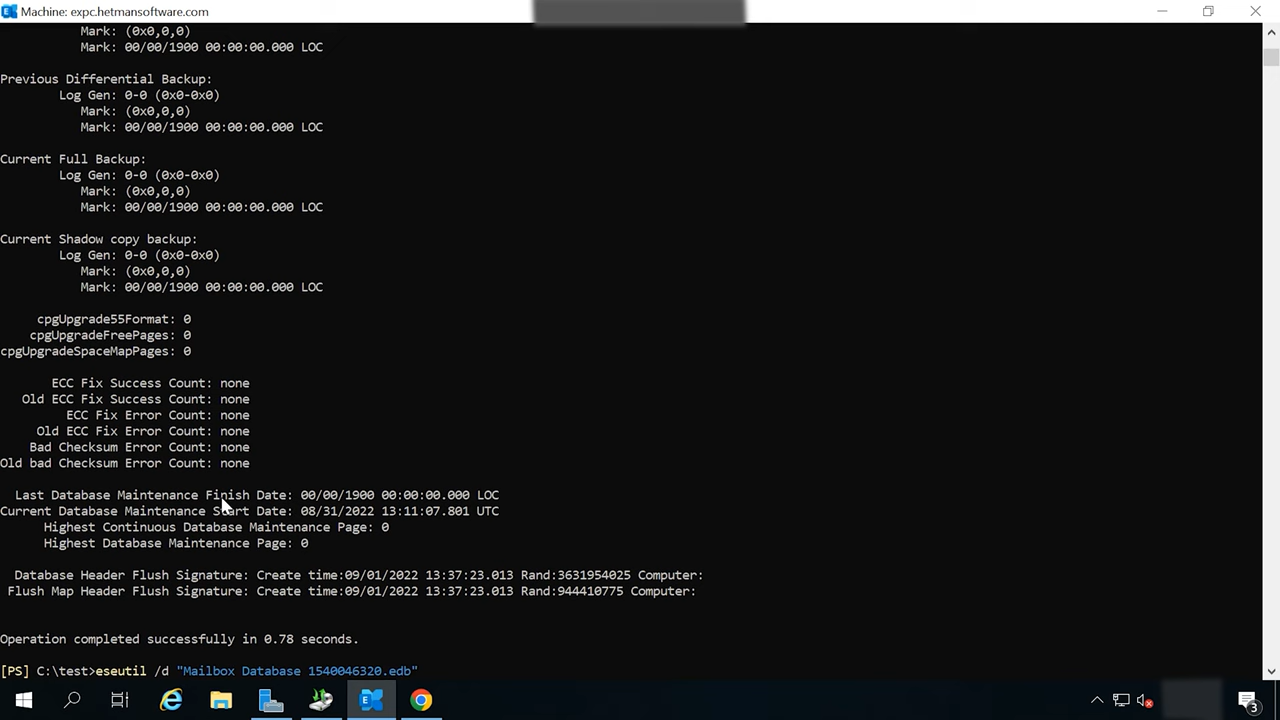 Machine: expc.hetmansoftware.com
Mark: (0x0,0,0)
Mark: 00/00/1900 00:00:00.000 LOC
Previous Differential Backup:
Log Gen: 0-0 (0x0-0x0)
Mark: (0x0,0,0)
Mark: 00/00/1900 00:00:00.000 LOC
Current Full Backup:
Log Gen: 0-0 (0x0-0x0)
Mark: (0x0,0,0)
Mark: 00/00/1900 00:00:00.000 LOC
Current Shadow copy backup:
Log Gen: 0-0 (0x0-0x0)
Mark: (0x0,0,0)
Mark: 00/00/1900 00:00:00.000 LOC
cpgUpgrade55Format: 0
cpgUpgradeFreePages: 0
cpgUpgradeSpaceMapPages: 0
ECC Fix Success Count: none
Old ECC Fix Success Count: none
ECC Fix Error Count: none
Old ECC Fix Error Count: none
Bad Checksum Error Count: none
Old bad Checksum Error Count: none
Last Database Maintenance Finish Date: 00/00/1900 00:00:00.000 LOC
Current Database Maintenance Start Date: 08/31/2022 13:11:07.801 UTC
Highest Continuous Database Maintenance Page: 0
Highest Database Maintenance Page: 0
Database Header Flush Signature: Create time:09/01/2022 13:37:23.013 Rand:3631954025 Computer:
Flush Map Header Flush Signature: Create time:09/01/2022 13:37:23.013 Rand:944410775 Computer:
Operation completed successfully in 0.78 seconds.
[PS] C:\test>eseutil /d "Mailbox Database 1540046320.edb"
3